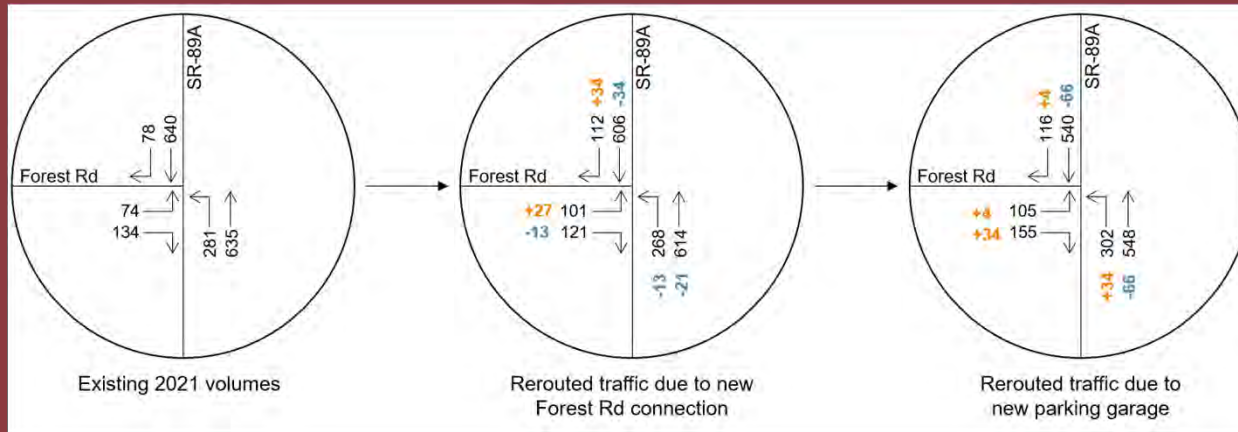 SR-89A
78
640
Forest Rd
74
134
281
635
Existing 2021 volumes
SR-89A
+34
-34
112
606
Forest Rd
+27 101
-13 121
268
614
-13
-21
Rerouted traffic due to new
Forest Rd connection
SR-89A
+4
-66
116
540
Forest Rd
+4 105
+34 155
302
548
+34
-66
Rerouted traffic due to
new parking garage